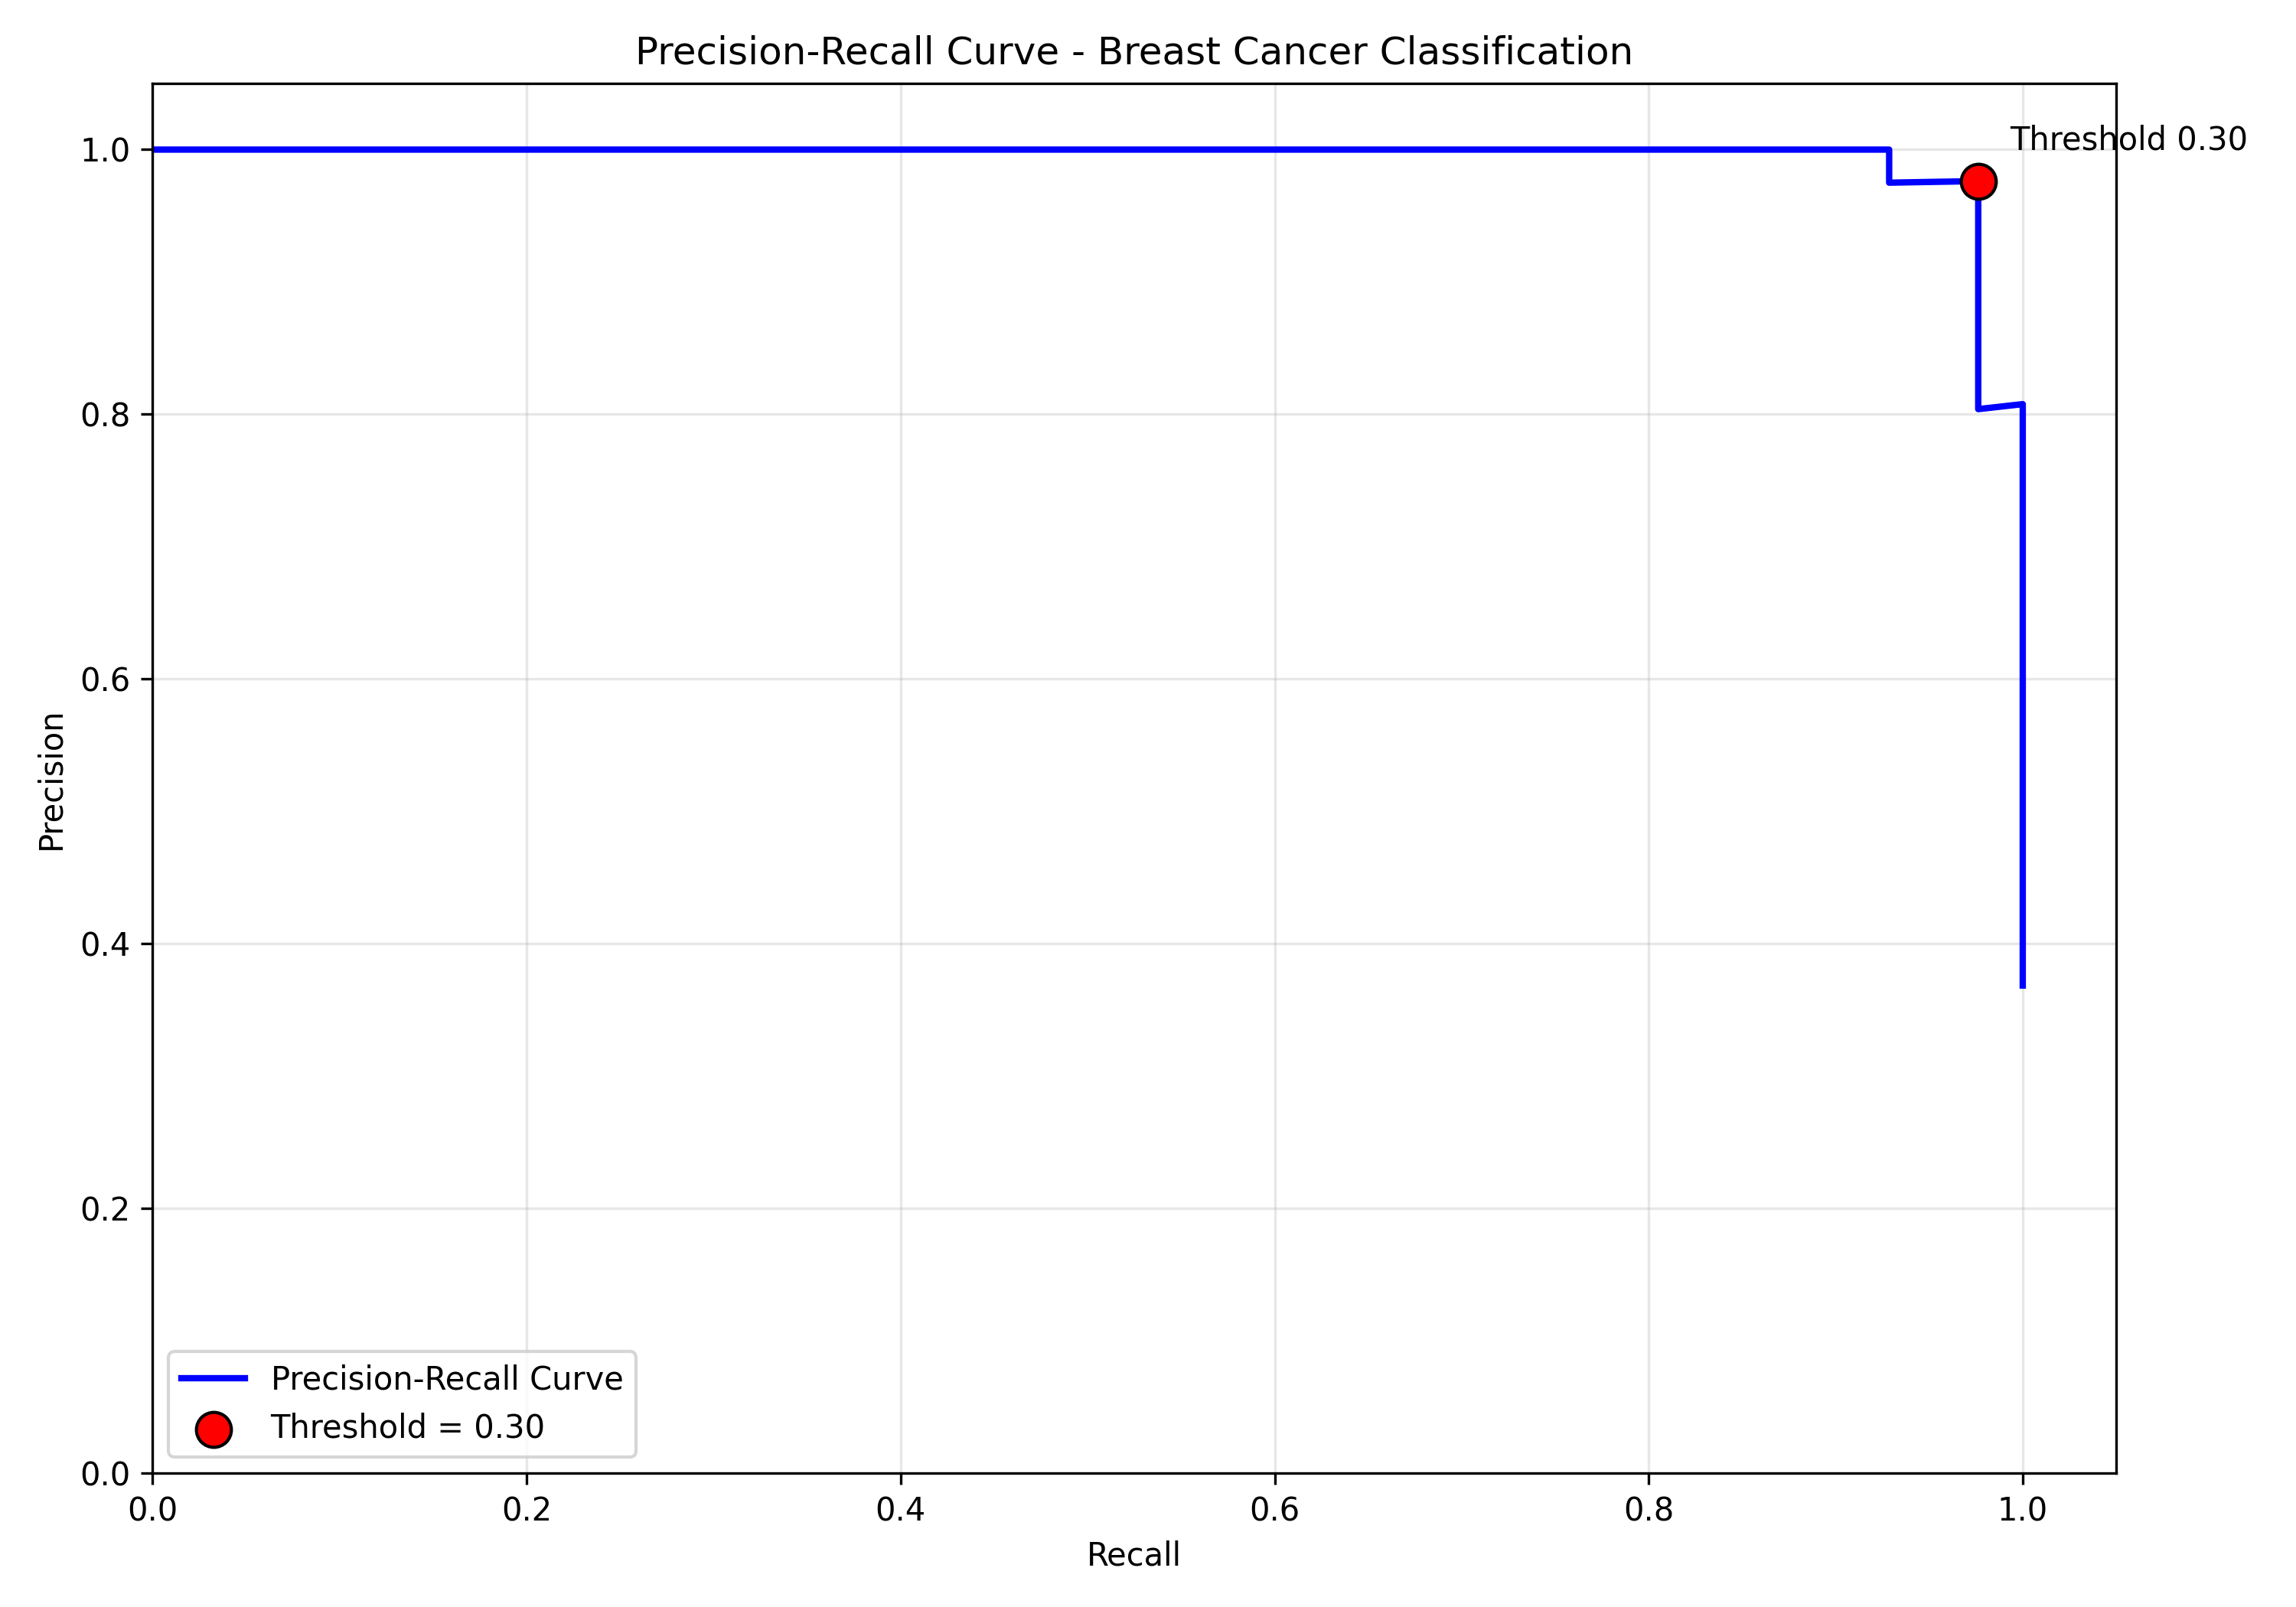 Precision-Recall Curve - Breast Cancer Classification
Threshold 0.30
1.0
0.8
0.6
0.4
0.2
0.0
Precision
Precision-Recall Curve
Threshold = 0.30
0.0 0.2 0.4 0.6 0.8 1.0
Recall